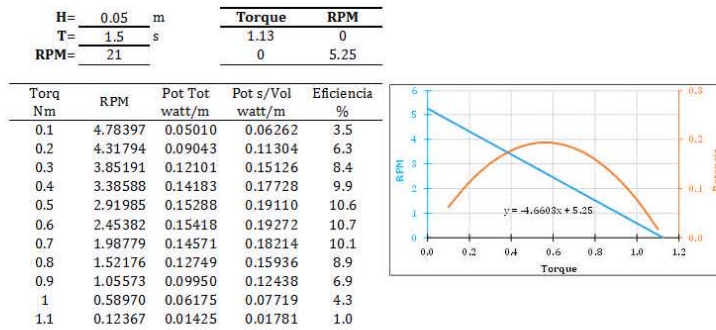 H= 0.05 m
T= 1.5 s
RPM= 21
Torque RPM
1.13 0
0 5.25
Torq Nm RPM Pot Tot watt/m Pot s/Vol watt/m Eficiencia %
0.1 4.78397 0.05010 0.06262 3.5
0.2 4.31794 0.09043 0.11304 6.3
0.3 3.85191 0.12101 0.15126 8.4
0.4 3.38588 0.14183 0.17728 9.9
0.5 2.91985 0.15288 0.19110 10.6
0.6 2.45382 0.15418 0.19272 10.7
0.7 1.98779 0.14571 0.18214 10.1
0.8 1.52176 0.12749 0.15936 8.9
0.9 1.05573 0.09950 0.12438 6.9
1 0.58970 0.06175 0.07719 4.3
1.1 0.12367 0.01425 0.01781 1.0
6 0.3
5
4 0.2
3
2 0.1
1
0 0.0
RPM
y = -4.6603x + 5.25
Potencia
0.0 0.2 0.4 0.6 0.8 1.0 1.2
Torque